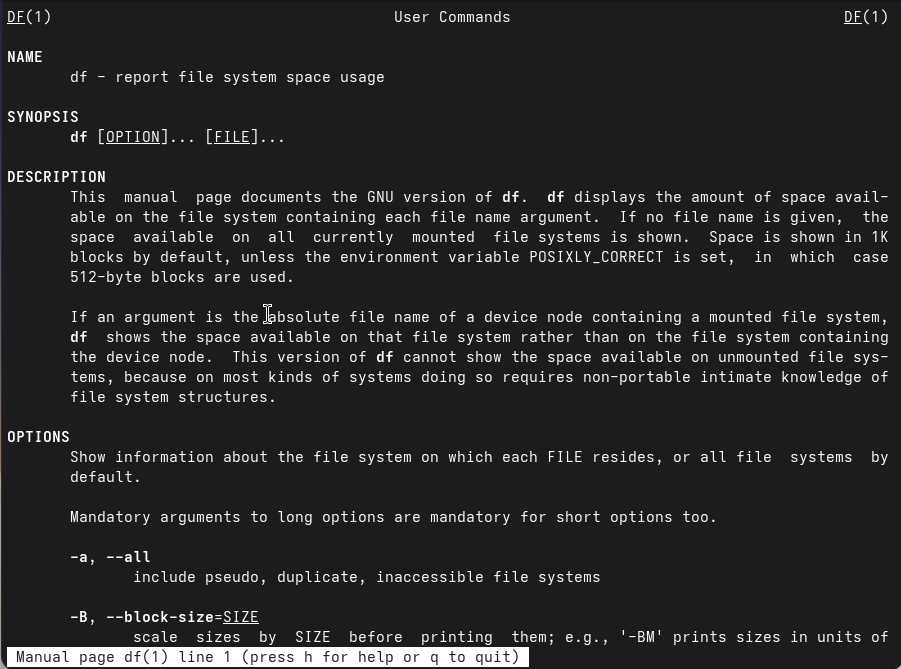 DF(1) User Commands DF(1)
NAME
df - report file system space usage
SYNOPSIS
df [OPTION]... [FILE]...
DESCRIPTION
This manual page documents the GNU version of df. df displays the amount of space avail-
able on the file system containing each file name argument. If no file name is given, the
space available on all currently mounted file systems is shown. Space is shown in 1K
blocks by default, unless the environment variable POSIXLY_CORRECT is set, in which case
512-byte blocks are used.
If an argument is the absolute file name of a device node containing a mounted file system,
df shows the space available on that file system rather than on the file system containing
the device node. This version of df cannot show the space available on unmounted file sys-
tems, because on most kinds of systems doing so requires non-portable intimate knowledge of
file system structures.
OPTIONS
Show information about the file system on which each FILE resides, or all file systems by
default.
Mandatory arguments to long options are mandatory for short options too.
-a, --all
include pseudo, duplicate, inaccessible file systems
-B, --block-size=SIZE
scale sizes by SIZE before printing them; e.g., '-BM' prints sizes in units of
Manual page df(1) line 1 (press h for help or q to quit)